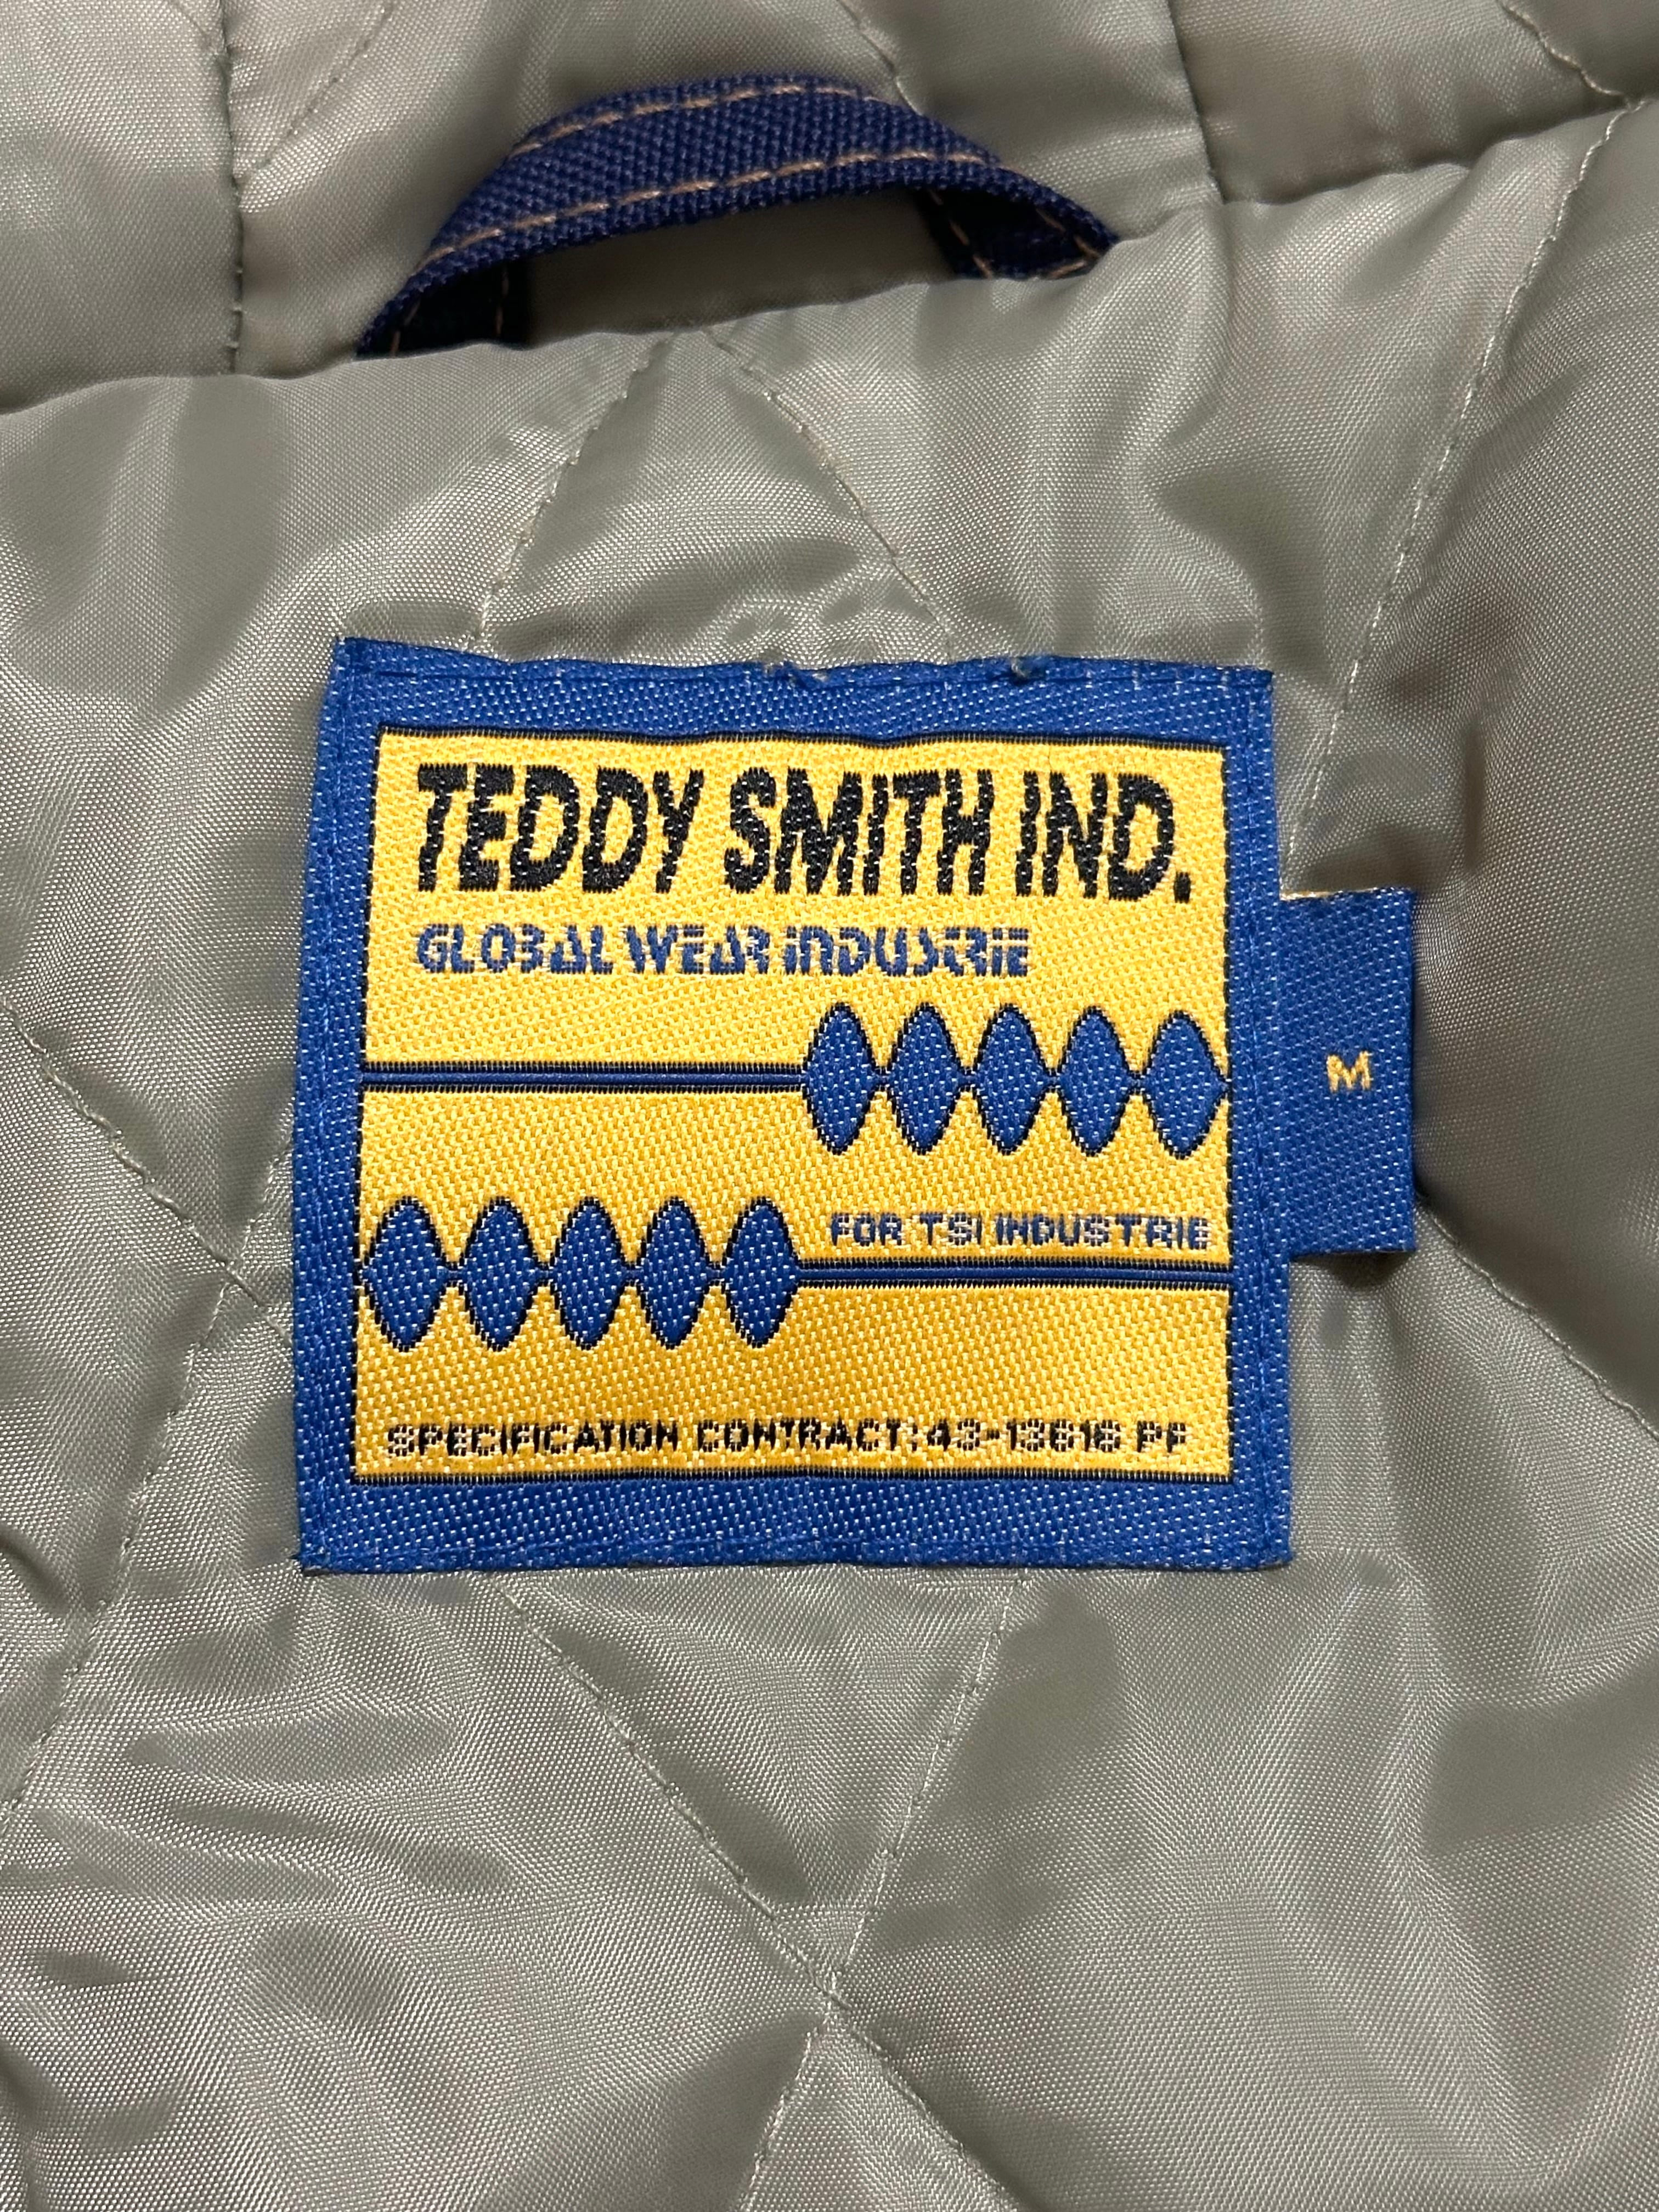 TEDDY SMITH IND.
GLOBAL WEAR INDUSTRIE
M
FOR TSI INDUSTRIE
SPECIFICATION CONTRACT:43-13616 PF